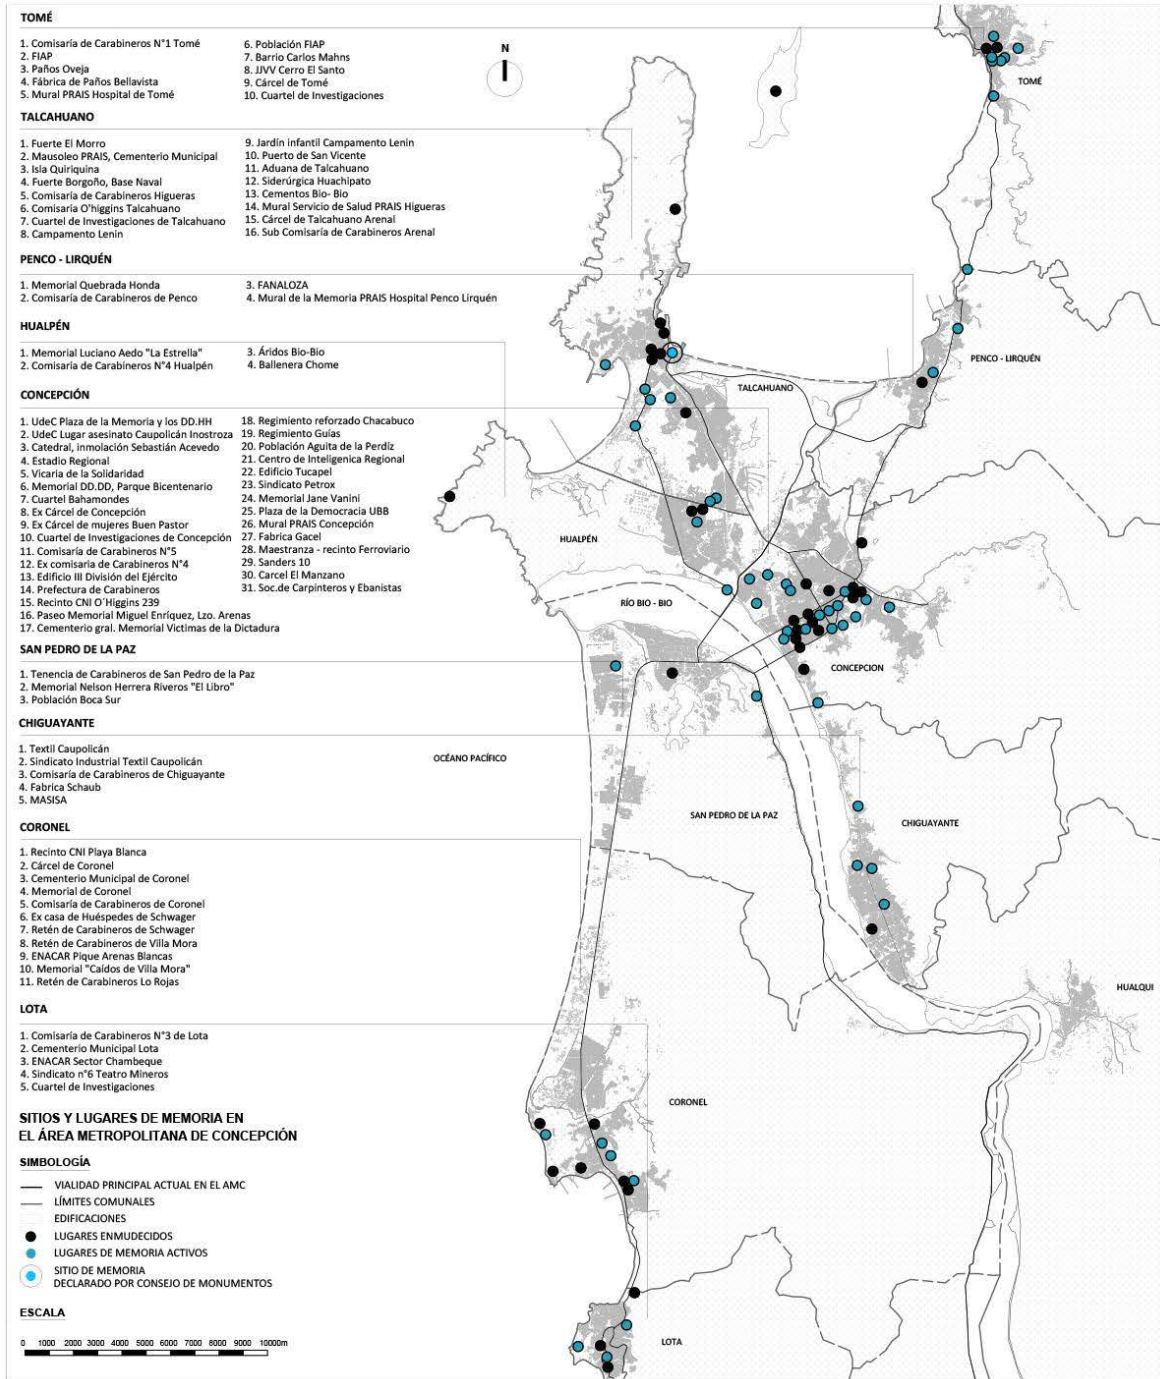 TOMÉ
1. Comisaría de Carabineros N°1 Tomé
2. FIAP
3. Paños Oveja
4. Fábrica de Paños Bellavista
5. Mural PRAIS Hospital de Tomé
6. Población FIAP
7. Barrio Carlos Mahns
8. JJVV Cerro El Santo
9. Cárcel de Tomé
10. Cuartel de Investigaciones
TALCAHUANO
1. Fuerte El Morro
2. Mausoleo PRAIS, Cementerio Municipal
3. Isla Quiriquina
4. Fuerte Borgoño, Base Naval
5. Comisaría de Carabineros Higueras
6. Comisaría O'higgins Talcahuano
7. Cuartel de Investigaciones de Talcahuano
8. Campamento Lenin
9. Jardín infantil Campamento Lenin
10. Puerto de San Vicente
11. Aduana de Talcahuano
12. Siderúrgica Huachipato
13. Cementos Bio- Bio
14. Mural Servicio de Salud PRAIS Higueras
15. Cárcel de Talcahuano Arenal
16. Sub Comisaría de Carabineros Arenal
PENCO - LIRQUÉN
1. Memorial Quebrada Honda
2. Comisaría de Carabineros de Penco
3. FANALOZA
4. Mural de la Memoria PRAIS Hospital Penco Lirquén
HUALPÉN
1. Memorial Luciano Aedo "La Estrella"
2. Comisaría de Carabineros N°4 Hualpén
3. Áridos Bio-Bio
4. Ballenera Chome
CONCEPCIÓN
1. UdeC Plaza de la Memoria y los DD.HH
2. UdeC Lugar asesinato Caupolicán Inostroza
3. Catedral, inmolación Sebastián Acevedo
4. Estadio Regional
5. Vicaria de la Solidaridad
6. Memorial DD.DD, Parque Bicentenario
7. Cuartel Bahamondes
8. Ex Cárcel de Concepción
9. Ex Cárcel de mujeres Buen Pastor
10. Cuartel de Investigaciones de Concepción
11. Comisaría de Carabineros N°5
12. Ex comisaria de Carabineros N°4
13. Edificio III División del Ejército
14. Prefectura de Carabineros
15. Recinto CNI O´Higgins 239
16. Paseo Memorial Miguel Enríquez, Lzo. Arenas
17. Cementerio gral. Memorial Victimas de la Dictadura
18. Regimiento reforzado Chacabuco
19. Regimiento Guías
20. Población Aguita de la Perdíz
21. Centro de Inteligenica Regional
22. Edificio Tucapel
23. Sindicato Petrox
24. Memorial Jane Vanini
25. Plaza de la Democracia UBB
26. Mural PRAIS Concepción
27. Fabrica Gacel
28. Maestranza - recinto Ferroviario
29. Sanders 10
30. Carcel El Manzano
31. Soc.de Carpinteros y Ebanistas
SAN PEDRO DE LA PAZ
1. Tenencia de Carabineros de San Pedro de la Paz
2. Memorial Nelson Herrera Riveros "El Libro"
3. Población Boca Sur
CHIGUAYANTE
1. Textil Caupolicán
2. Sindicato Industrial Textil Caupolicán
3. Comisaría de Carabineros de Chiguayante
4. Fabrica Schaub
5. MASISA
CORONEL
1. Recinto CNI Playa Blanca
2. Cárcel de Coronel
3. Cementerio Municipal de Coronel
4. Memorial de Coronel
5. Comisaría de Carabineros de Coronel
6. Ex casa de Huéspedes de Schwager
7. Retén de Carabineros de Schwager
8. Retén de Carabineros de Villa Mora
9. ENACAR Pique Arenas Blancas
10. Memorial "Caídos de Villa Mora"
11. Retén de Carabineros Lo Rojas
LOTA
1. Comisaría de Carabineros N°3 de Lota
2. Cementerio Municipal Lota
3. ENACAR Sector Chambeque
4. Sindicato n°6 Teatro Mineros
5. Cuartel de Investigaciones
SITIOS Y LUGARES DE MEMORIA EN
EL ÁREA METROPOLITANA DE CONCEPCIÓN
SIMBOLOGÍA
VIALIDAD PRINCIPAL ACTUAL EN EL AMC
LÍMITES COMUNALES
EDIFICACIONES
LUGARES ENMUDECIDOS
LUGARES DE MEMORIA ACTIVOS
SITIO DE MEMORIA
DECLARADO POR CONSEJO DE MONUMENTOS
ESCALA
0 1000 2000 3000 4000 5000 6000 7000 8000 9000 10000m
N
TOMÉ
PENCO - LIRQUÉN
TALCAHUANO
HUALPÉN
RÍO BIO - BIO
CONCEPCION
OCÉANO PACÍFICO
SAN PEDRO DE LA PAZ
CHIGUAYANTE
HUALQUI
CORONEL
LOTA